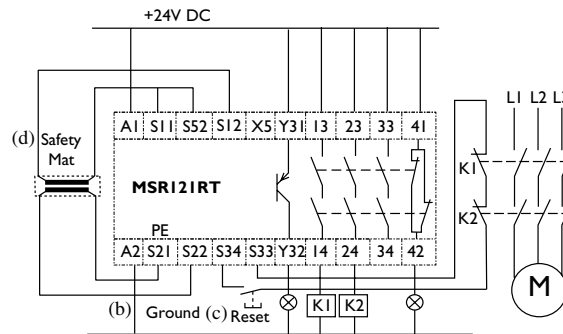 +24V DC
L1 L2 L3
A1 S11 S52 S12 X5 Y31 13 23 33 41
(d) Safety
Mat
MSR121RT
K1
K2
PE
A2 S21 S22 S34 S33 Y32 14 24 34 42
M
(b) Ground (c) Reset
K1 K2